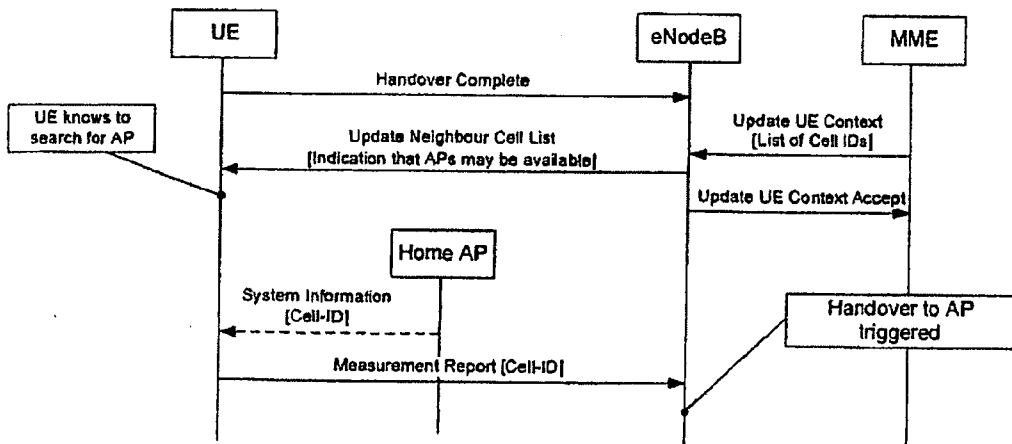 UE
eNodeB
MME
Handover Complete
UE knows to
search for AP
Update Neighbour Cell List
[Indication that APs may be available]
Update UE Context
[List of Cell IDs]
Update UE Context Accept
Home AP
System Information
[Cell-ID]
Handover to AP
triggered
Measurement Report [Cell-ID]